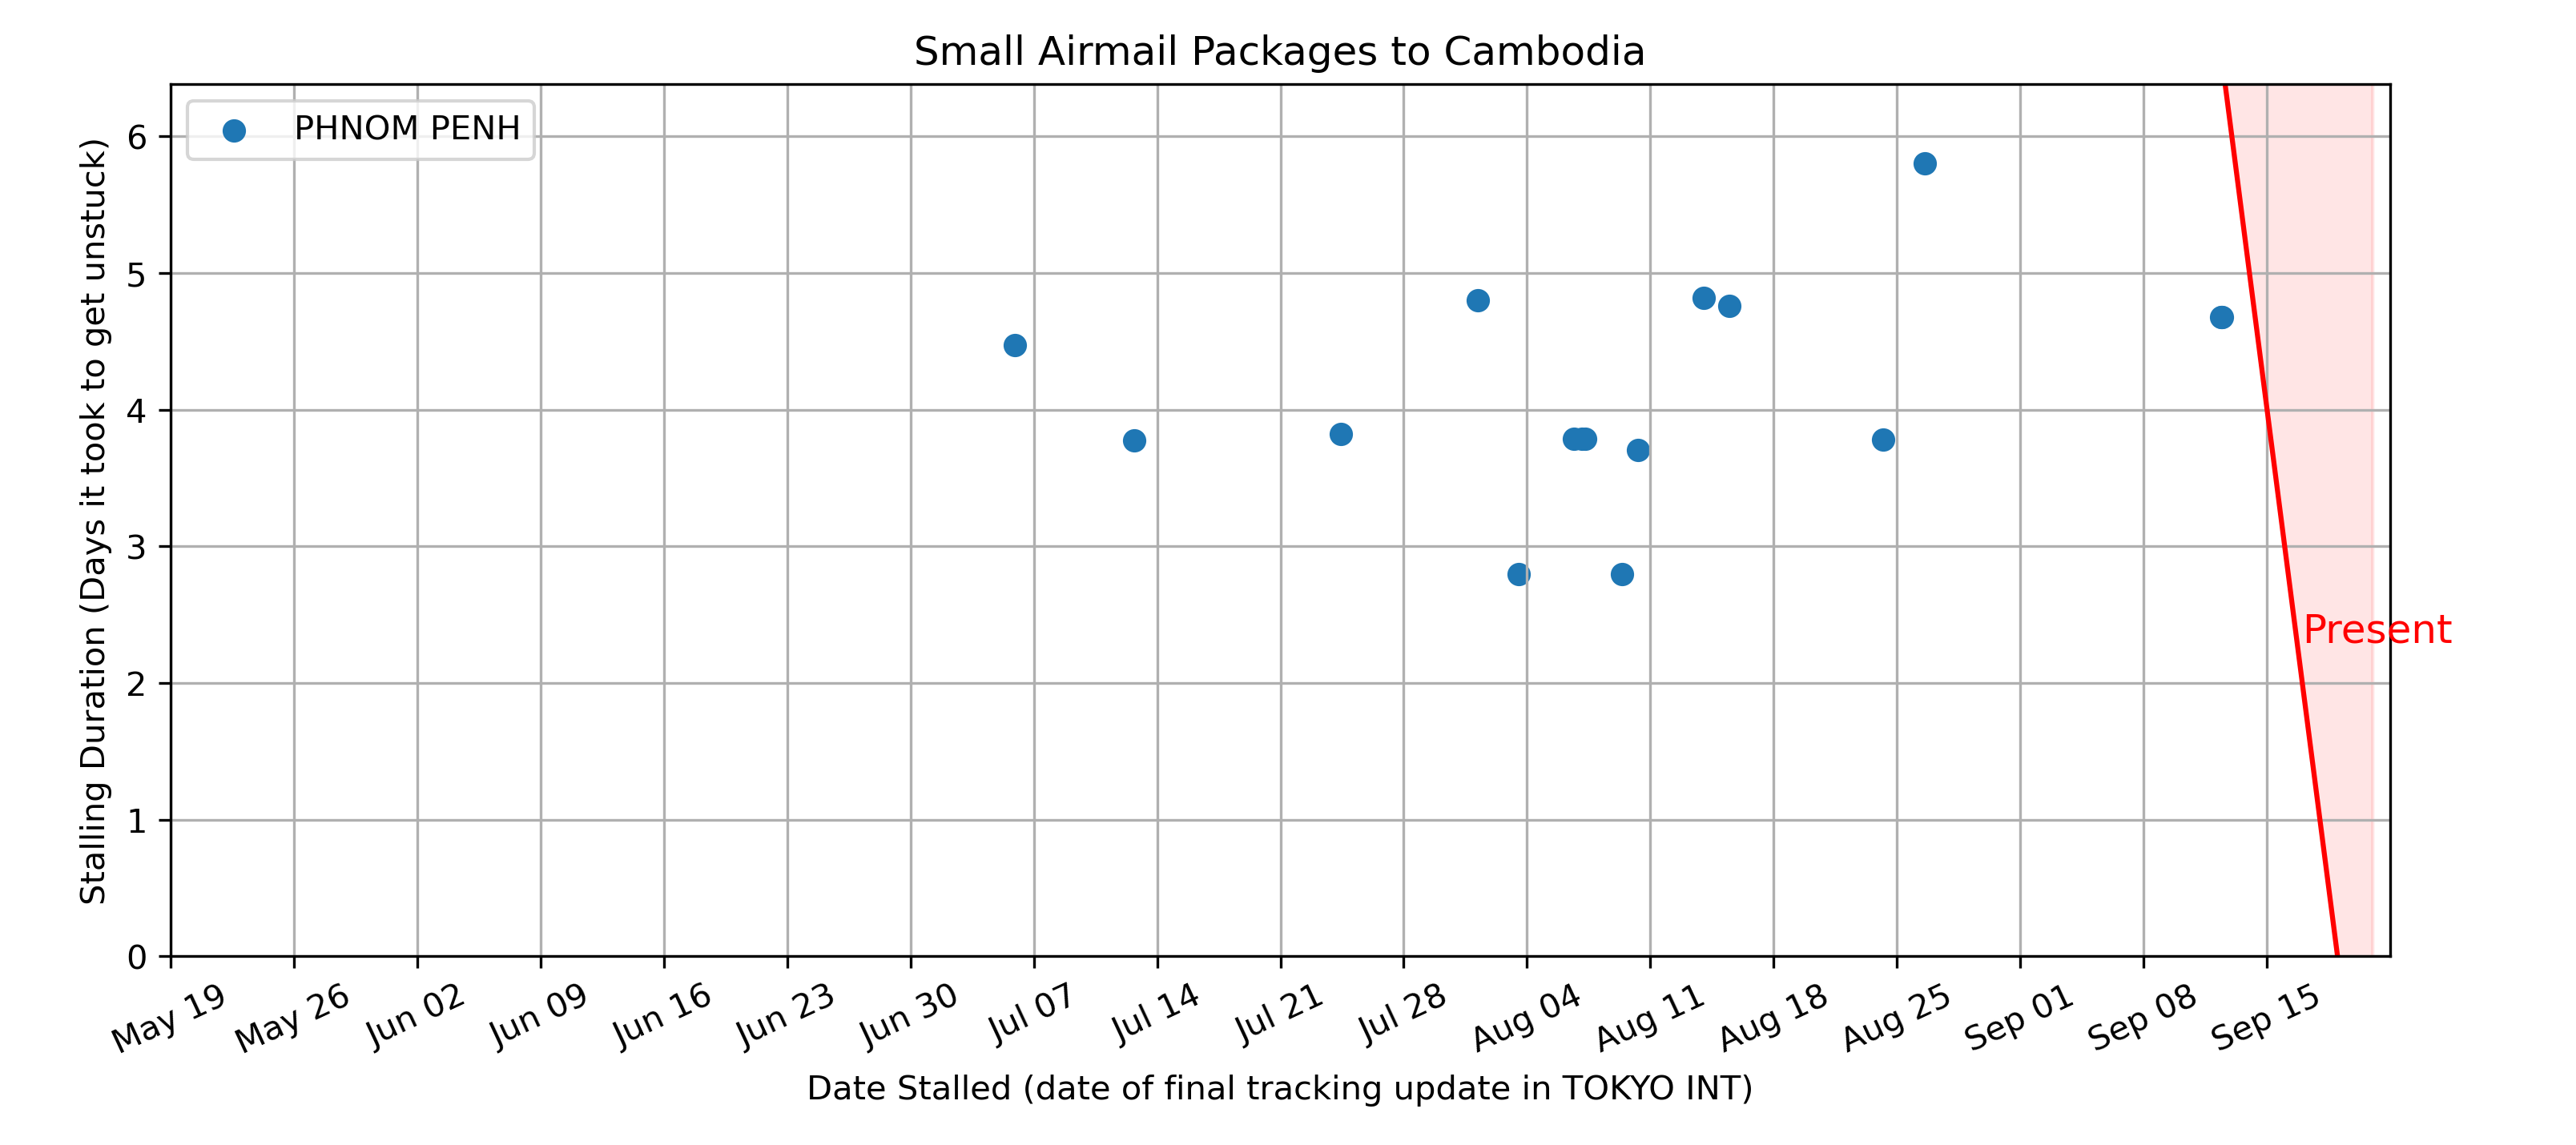 Small Airmail Packages to Cambodia
PHNOM PENH
Stalling Duration (Days it took to get unstuck)
6
5
4
3
2
1
0
Present
May 19
May 26
Jun 02
Jun 09
Jun 16
Jun 23
Jun 30
Jul 07
Jul 14
Jul 21
Jul 28
Aug 04
Aug 11
Aug 18
Aug 25
Sep 01
Sep 08
Sep 15
Date Stalled (date of final tracking update in TOKYO INT)